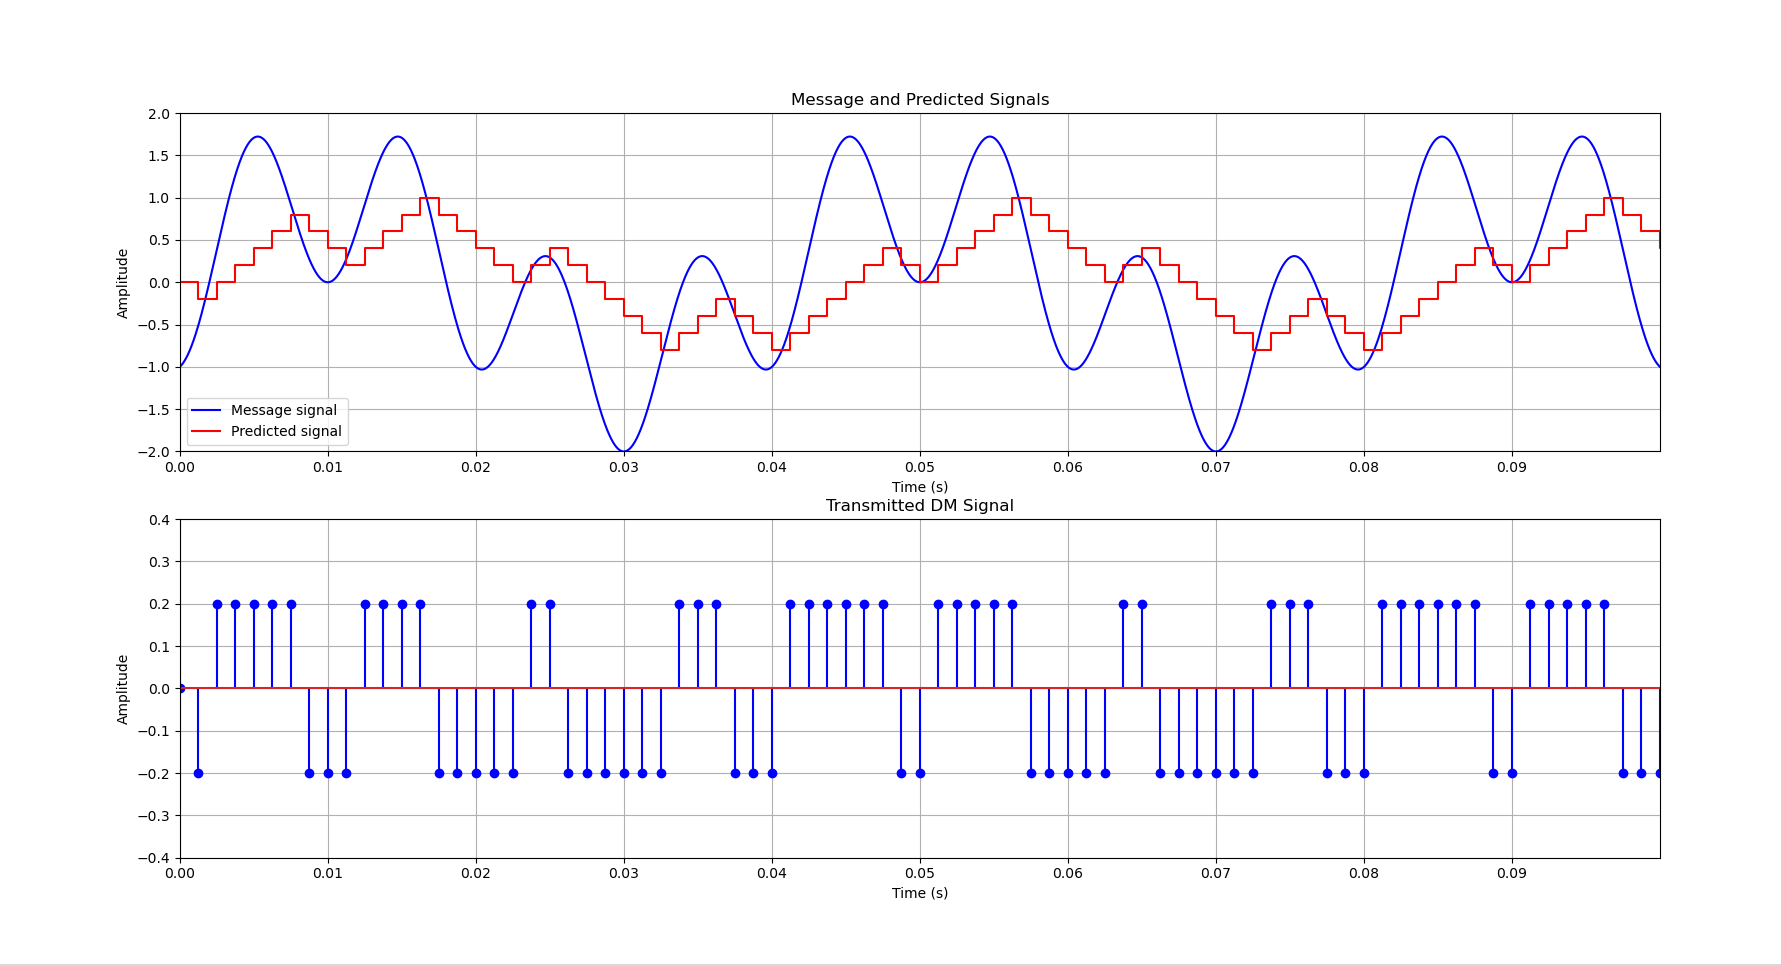 Message and Predicted Signals
2.0
1.5
1.0
0.5
0.0
−0.5
−1.0
−1.5
−2.0
Amplitude
Message signal
Predicted signal
0.00 0.01 0.02 0.03 0.04 0.05 0.06 0.07 0.08 0.09
Time (s)
Transmitted DM Signal
0.4
0.3
0.2
0.1
0.0
−0.1
−0.2
−0.3
−0.4
Amplitude
0.00 0.01 0.02 0.03 0.04 0.05 0.06 0.07 0.08 0.09
Time (s)